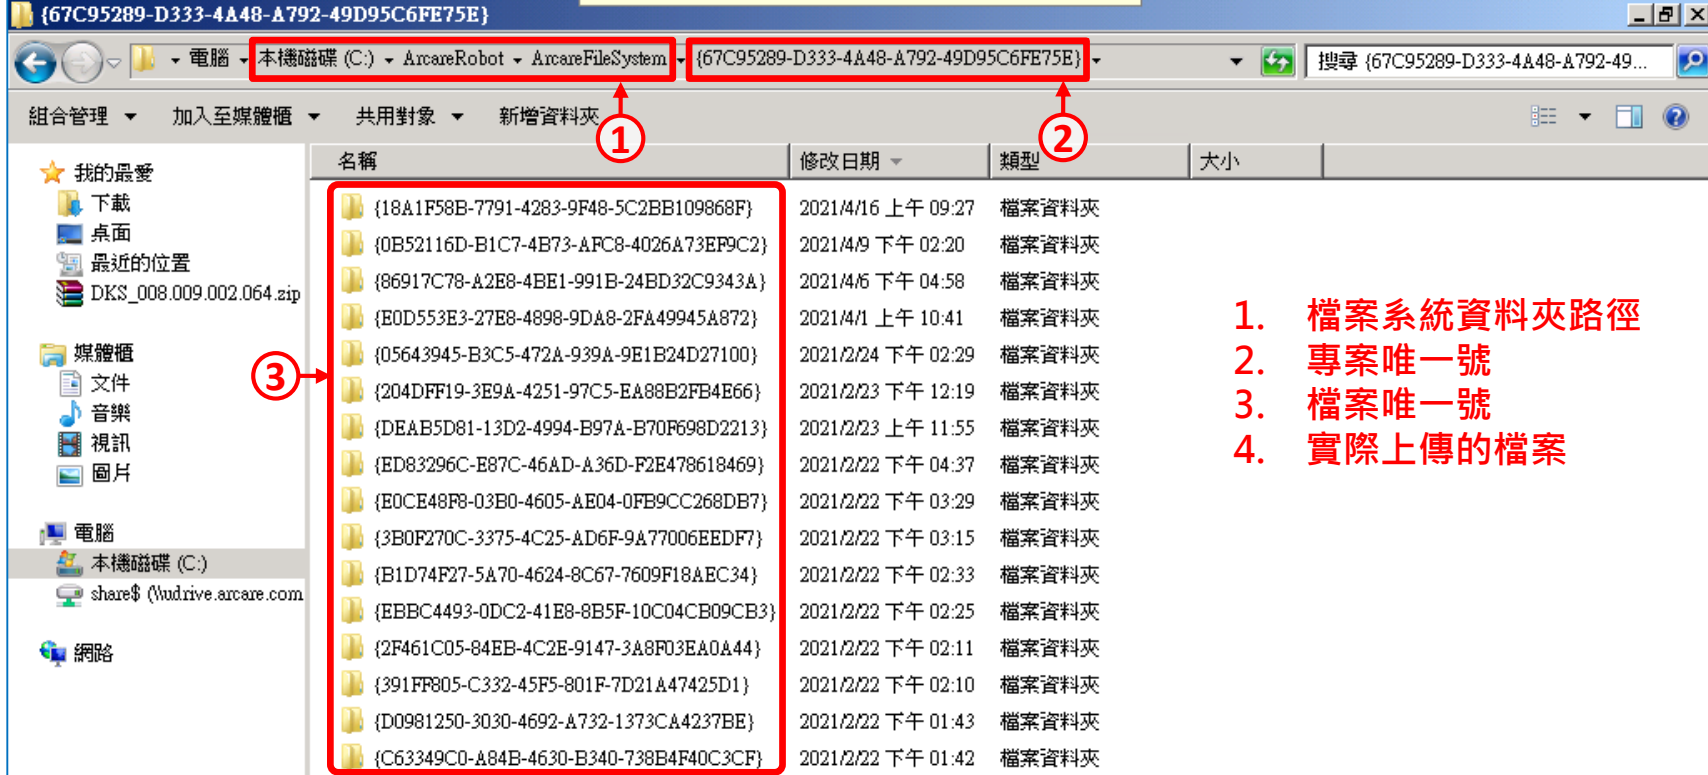 {67C95289-D333-4A48-A792-49D95C6FE75E}
電腦 本機磁碟 (C:) ArcareRobot ArcareFileSystem {67C95289-D333-4A48-A792-49D95C6FE75E} 搜尋 {67C95289-D333-4A48-A792-49...
組合管理 加入至媒體櫃 共用對象 新增資料夾
1 2
名稱 修改日期 類型 大小
我的最愛
下載
桌面
最近的位置
DKS_008.009.002.064.zip
媒體櫃
文件
音樂
視訊
圖片
電腦
本機磁碟 (C:)
share$ (\\udrive.arcare.com
網路
3
{18A1F58B-7791-4283-9F48-5C2BB109868F} 2021/4/16 上午 09:27 檔案資料夾
{0B52116D-B1C7-4B73-AFC8-4026A73EF9C2} 2021/4/9 下午 02:20 檔案資料夾
{86917C78-A2E8-4BE1-991B-24BD32C9343A} 2021/4/6 下午 04:58 檔案資料夾
{E0D553E3-27E8-4898-9DA8-2FA49945A872} 2021/4/1 上午 10:41 檔案資料夾
{05643945-B3C5-472A-939A-9E1B24D27100} 2021/2/24 下午 02:29 檔案資料夾
{204DFF19-3E9A-4251-97C5-EA88B2FB4E66} 2021/2/23 下午 12:19 檔案資料夾
{DEAB5D81-13D2-4994-B97A-B70F698D2213} 2021/2/23 上午 11:55 檔案資料夾
{ED83296C-E87C-46AD-A36D-F2E478618469} 2021/2/22 下午 04:37 檔案資料夾
{E0CE48F8-03B0-4605-AE04-0FB9CC268DB7} 2021/2/22 下午 03:29 檔案資料夾
{3B0F270C-3375-4C25-AD6F-9A77006EEDF7} 2021/2/22 下午 03:15 檔案資料夾
{B1D74F27-5A70-4624-8C67-7609F18AEC34} 2021/2/22 下午 02:33 檔案資料夾
{EBBC4493-0DC2-41E8-8B5F-10C04CB09CB3} 2021/2/22 下午 02:25 檔案資料夾
{2F461C05-84EB-4C2E-9147-3A8F03EA0A44} 2021/2/22 下午 02:11 檔案資料夾
{391FF805-C332-45F5-801F-7D21A47425D1} 2021/2/22 下午 02:10 檔案資料夾
{D0981250-3030-4692-A732-1373CA4237BE} 2021/2/22 下午 01:43 檔案資料夾
{C63349C0-A84B-4630-B340-738B4F40C3CF} 2021/2/22 下午 01:42 檔案資料夾
1. 檔案系統資料夾路徑
2. 專案唯一號
3. 檔案唯一號
4. 實際上傳的檔案